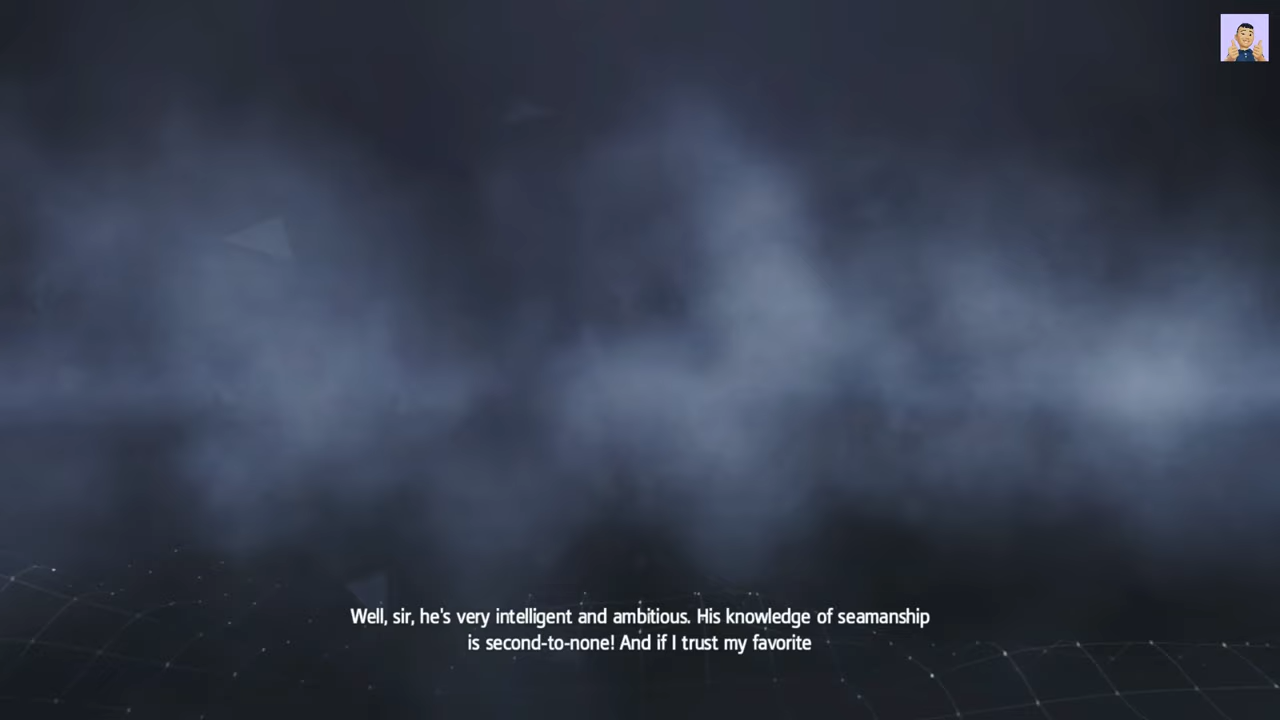 Well, sir, he's very intelligent and ambitious. His knowledge of seamanship
is second-to-none! And if I trust my favorite